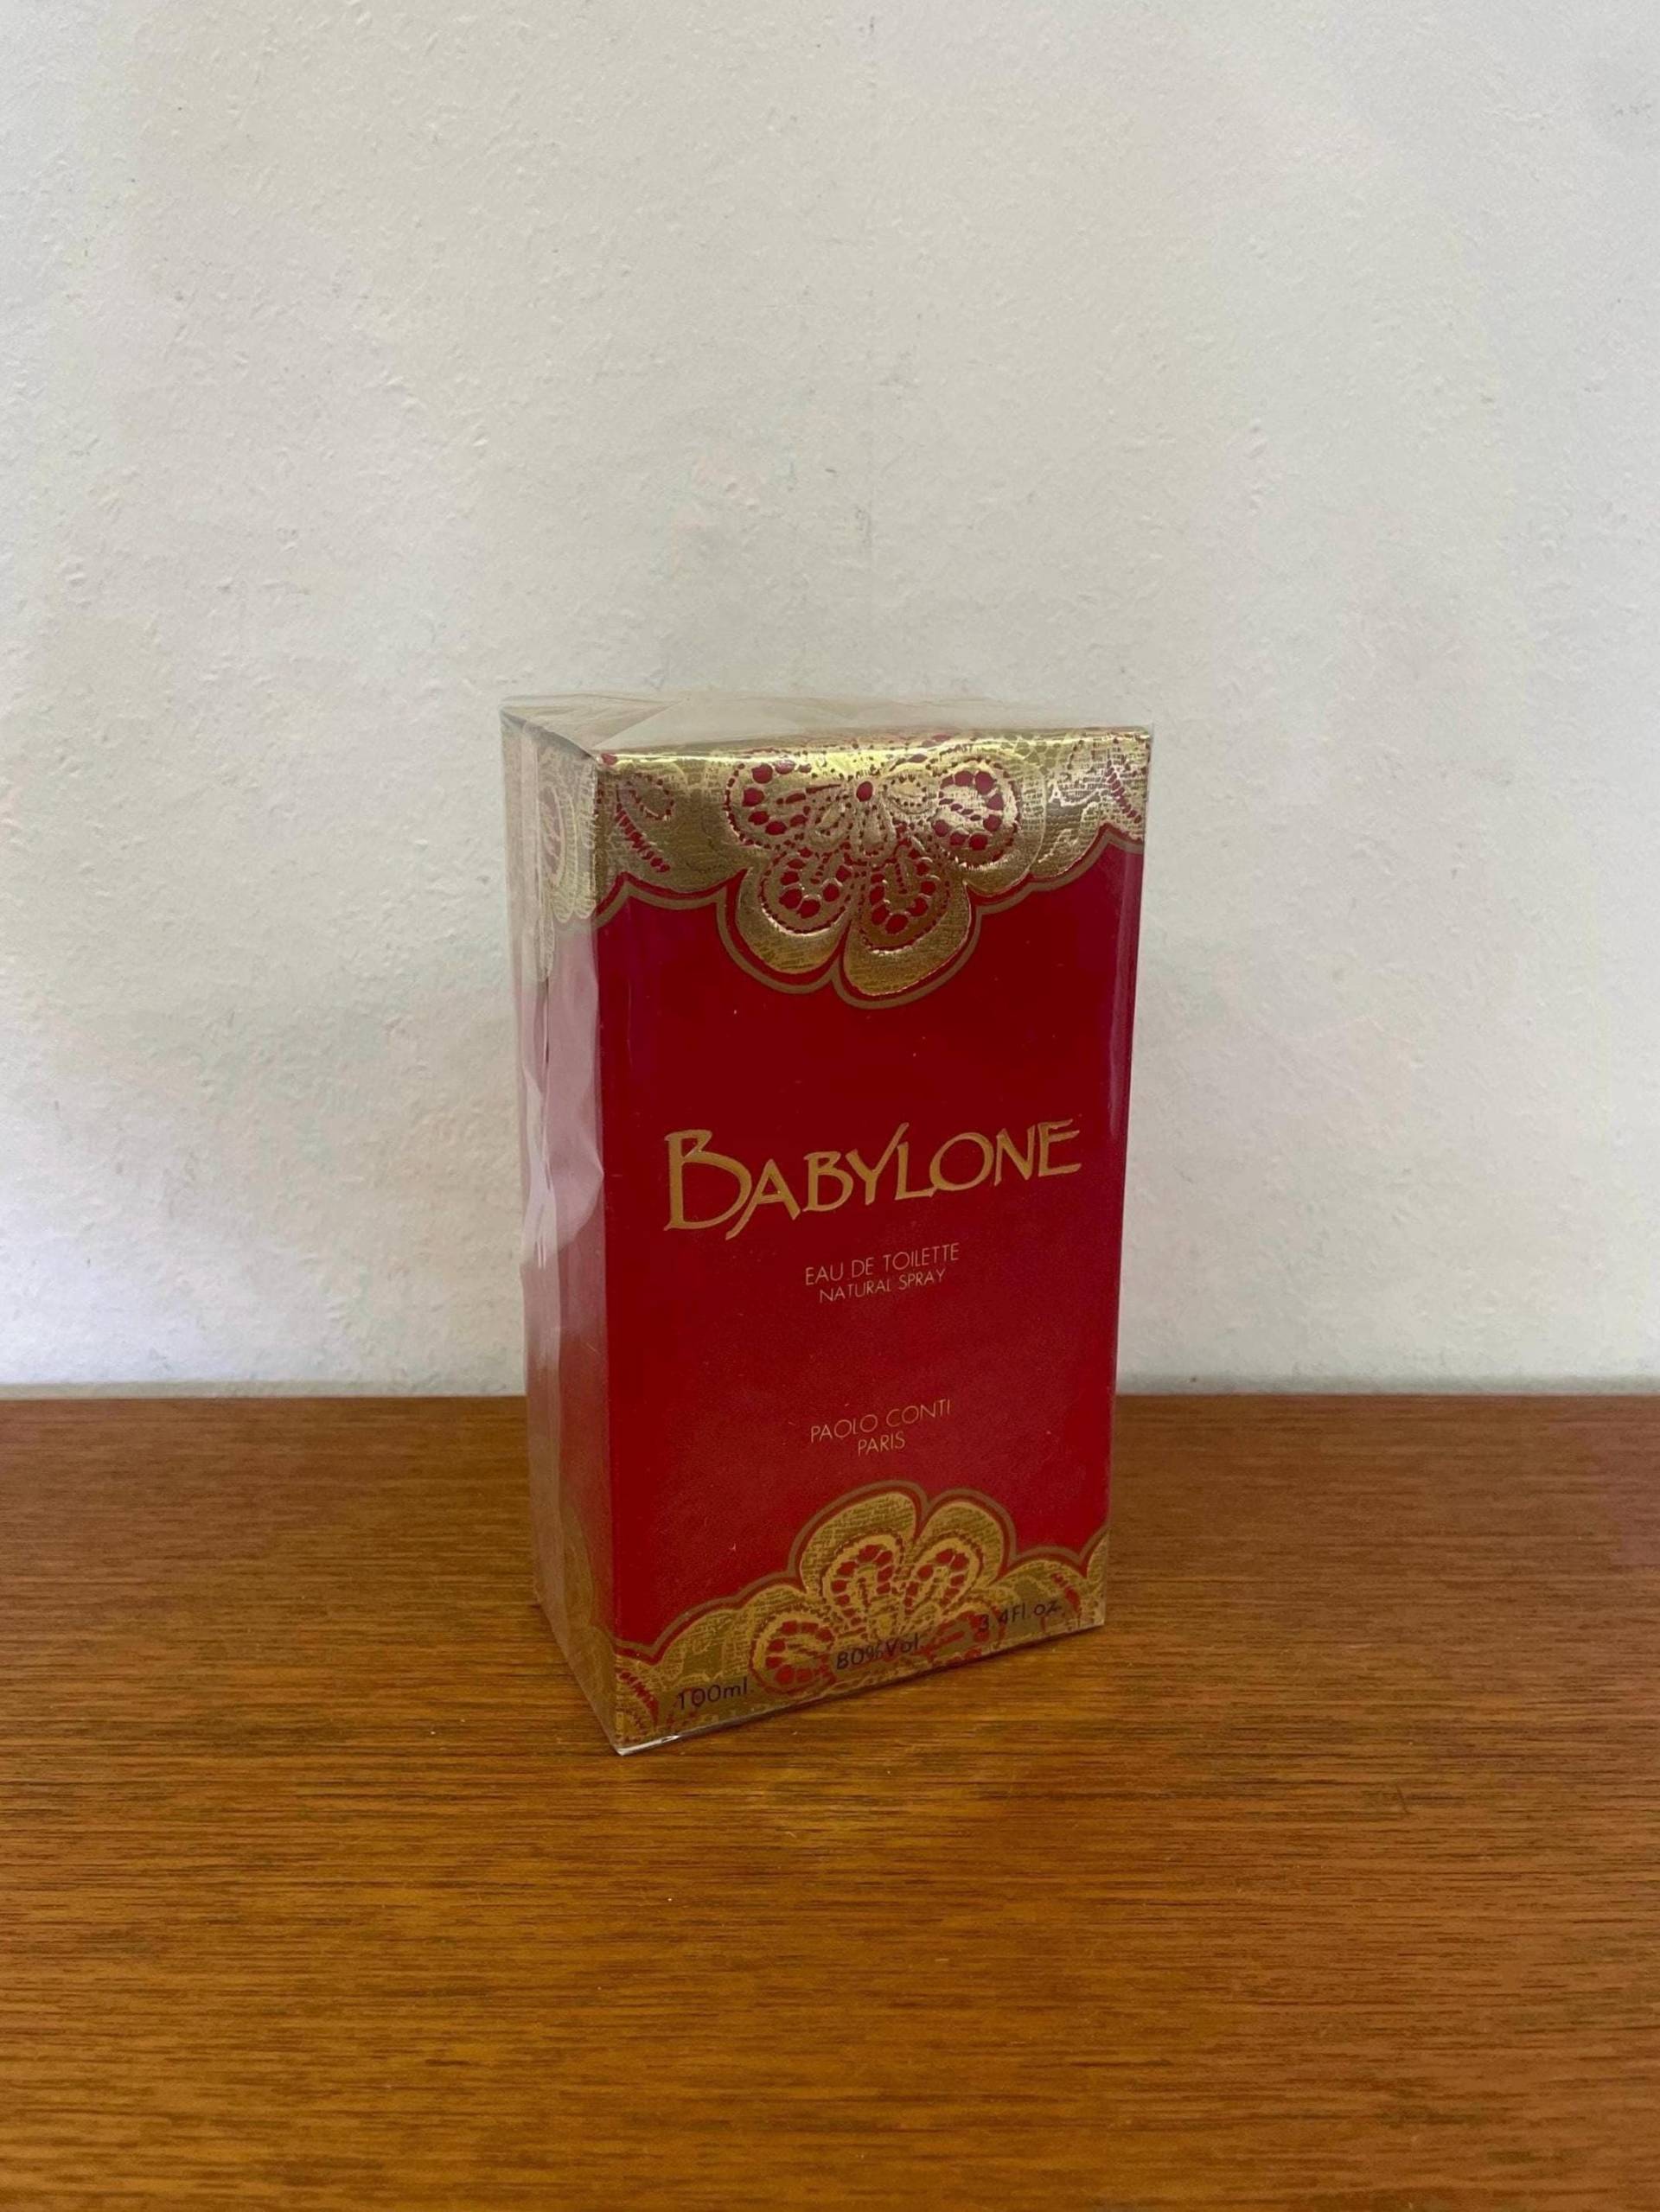 BABYLONE
EAU DE TOILETTE
NATURAL SPRAY
PAOLO CONTI
PARIS
100ml. 80%Vol. 3.4Fl.oz.